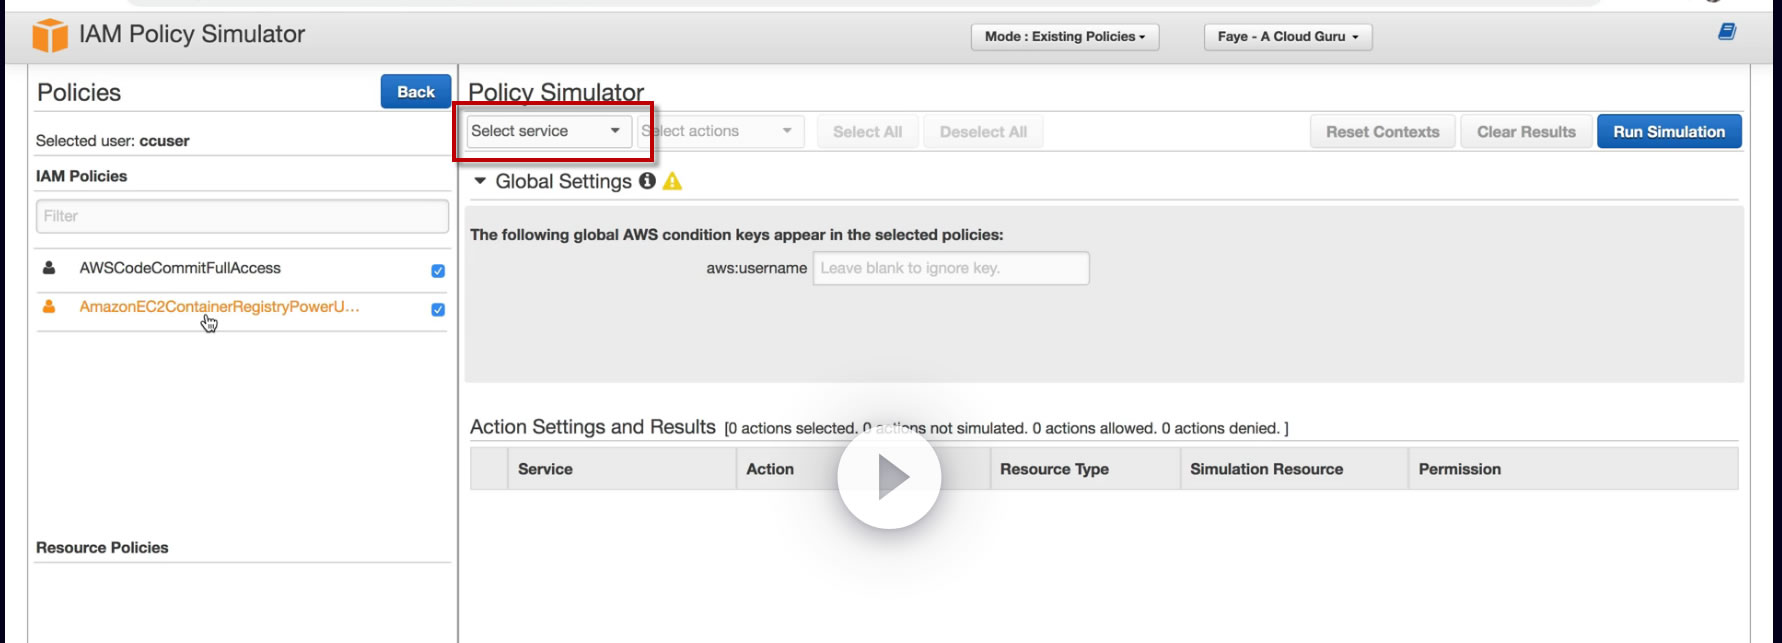 IAM Policy Simulator
Mode : Existing Policies
Faye - A Cloud Guru
Policies
Back
Selected user: ccuser
IAM Policies
Filter
AWSCodeCommitFullAccess
AmazonEC2ContainerRegistryPowerU...
Resource Policies
Policy Simulator
Select service
Select actions
Select All
Deselect All
Reset Contexts
Clear Results
Run Simulation
Global Settings
The following global AWS condition keys appear in the selected policies:
aws:username
Leave blank to ignore key.
Action Settings and Results [0 actions selected. 0 actions not simulated. 0 actions allowed. 0 actions denied. ]
Service
Action
Resource Type
Simulation Resource
Permission